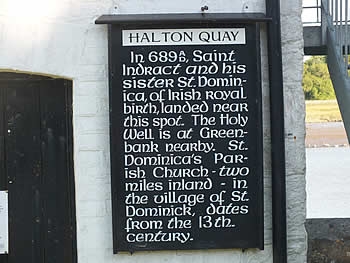 HALTON QUAY
In 689 AD, Saint
Indract and his
sister St. Domin-
ica, of Irish royal
birth, landed near
this spot. The Holy
Well is at Green-
bank nearby. St.
Dominica's Par-
ish Church - two
miles inland - in
the village of St.
Dominick, dates
from the 13th.
century.